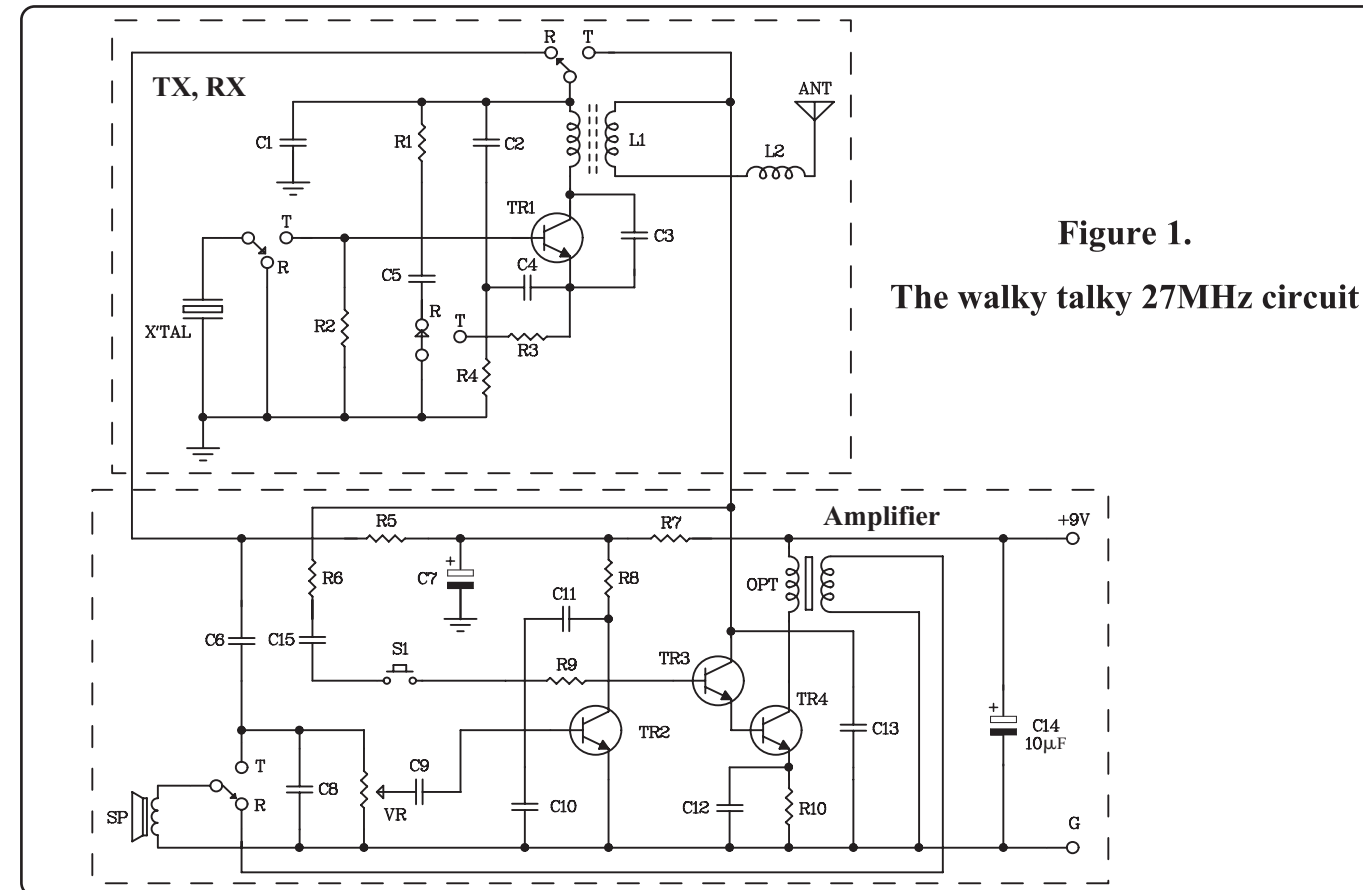 R T
TX, RX
ANT
C1
R1
C2
L1
L2
TR1
T
C3
R
C4
C5
R
T
X'TAL
R2
R3
R4
Figure 1.
The walky talky 27MHz circuit
Amplifier
+9V
R5
R7
R6
C7
+
R8
OPT
C11
C6
C15
S1
R9
TR3
TR4
TR2
C13
+
C14
10µF
T
C9
C8
R
VR
C10
C12
R10
SP
G